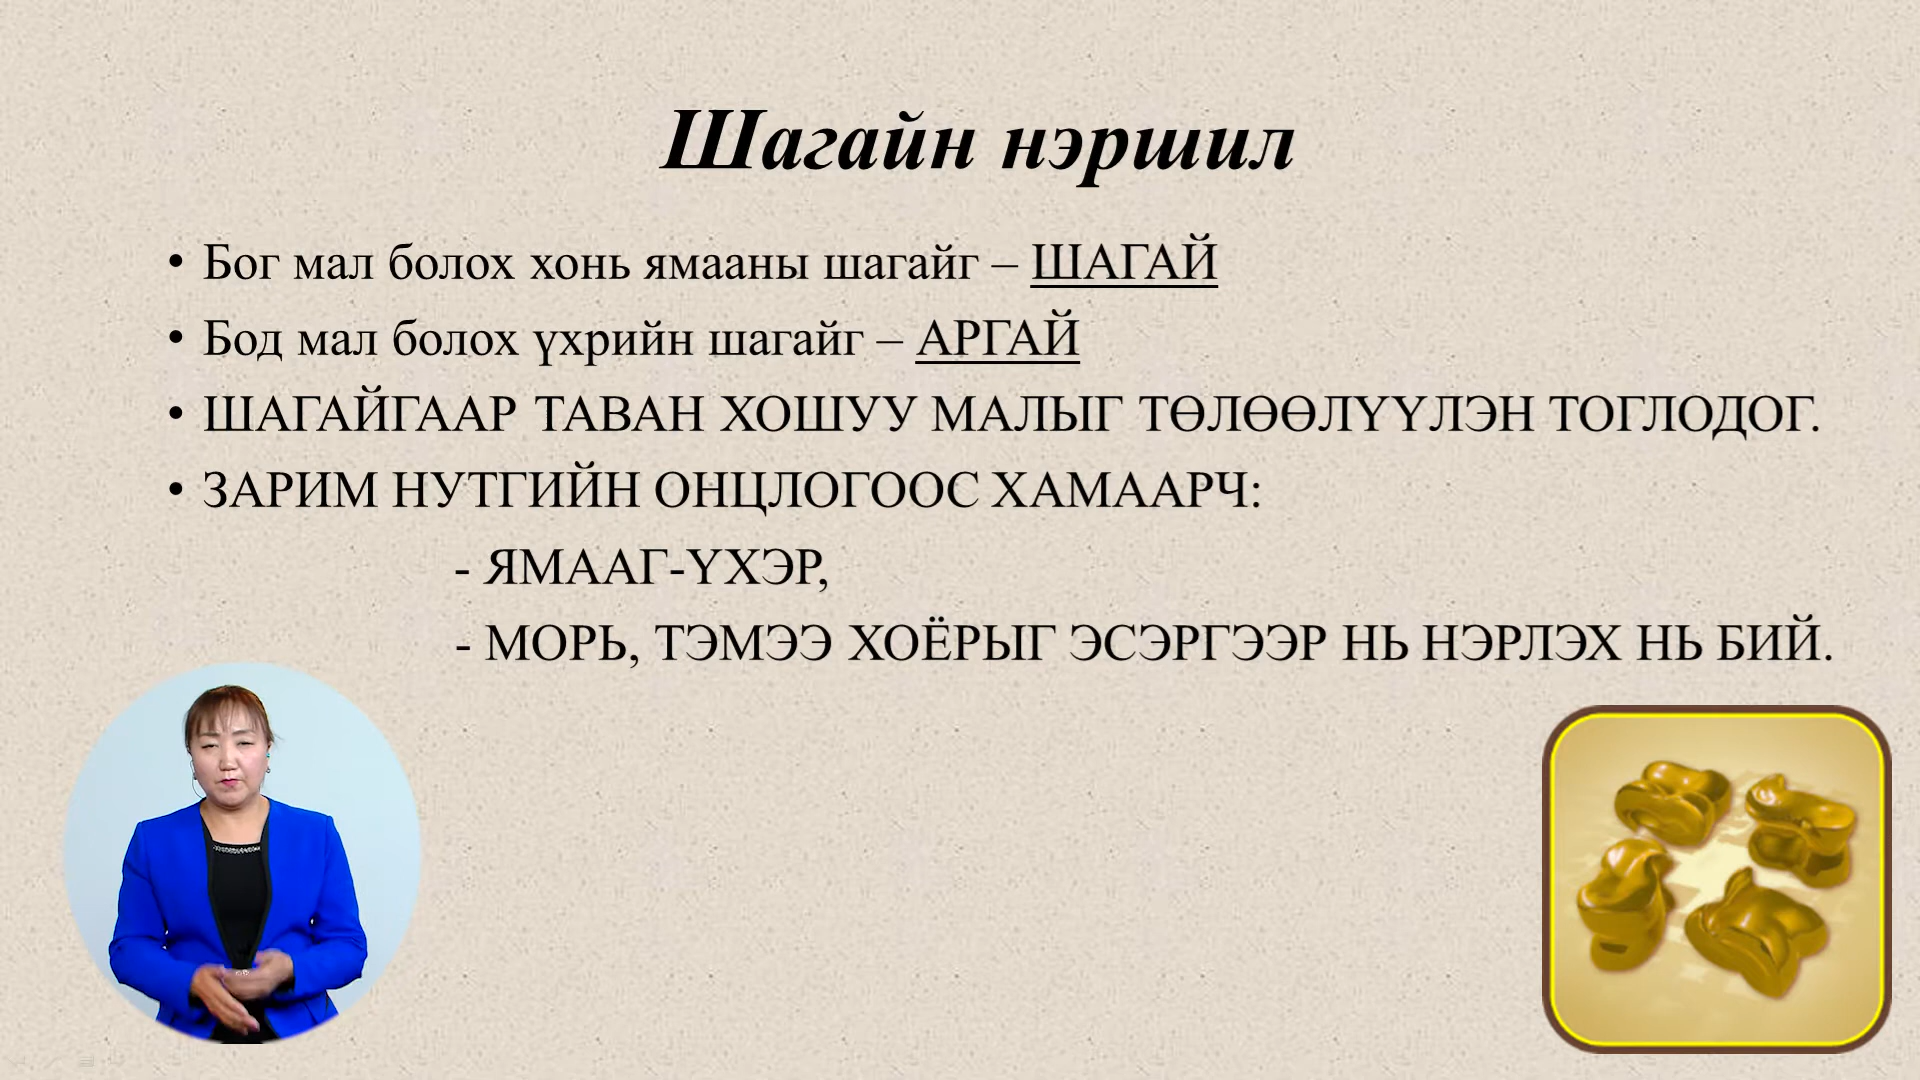 Шагайн нэршил
• Бог мал болох хонь ямааны шагайг – ШАГАЙ
• Бод мал болох үхрийн шагайг – АРГАЙ
• ШАГАЙГААР ТАВАН ХОШУУ МАЛЫГ ТӨЛӨӨЛҮҮЛЭН ТОГЛОДОГ.
• ЗАРИМ НУТГИЙН ОНЦЛОГООС ХАМААРЧ:
- ЯМААГ-ҮХЭР,
- МОРЬ, ТЭМЭЭ ХОЁРЫГ ЭСЭРГЭЭР НЬ НЭРЛЭХ НЬ БИЙ.